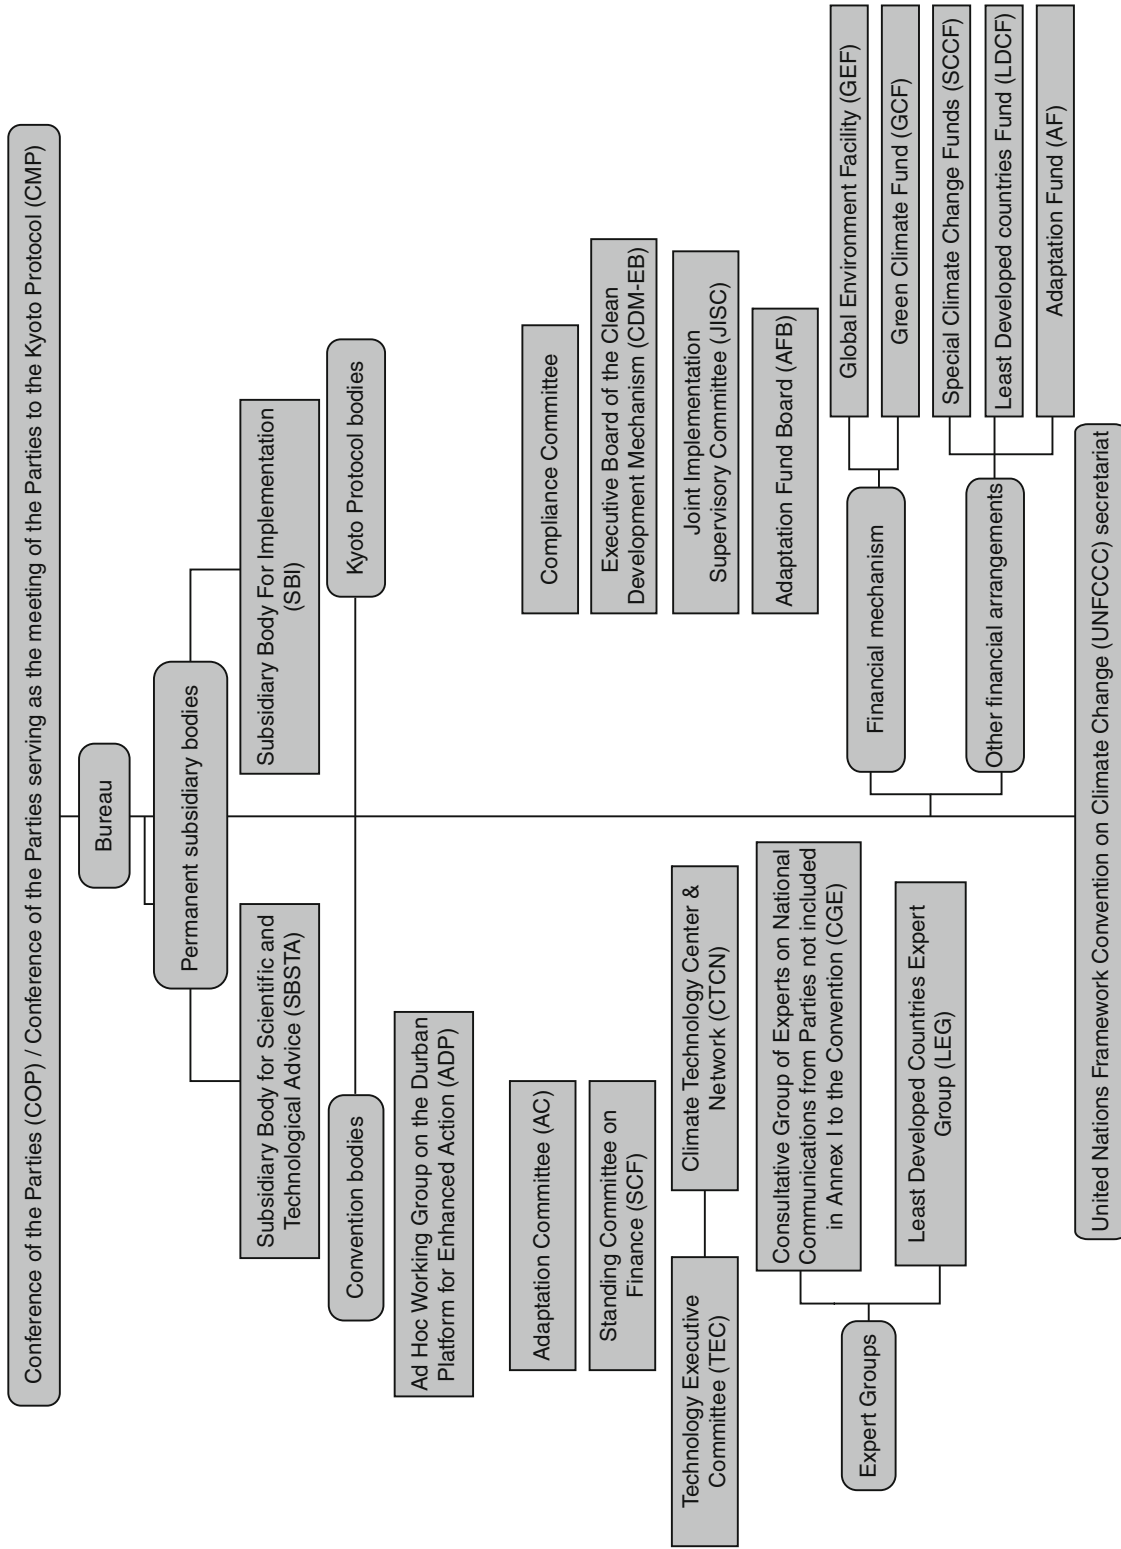 Conference of the Parties (COP) / Conference of the Parties serving as the meeting of the Parties to the Kyoto Protocol (CMP)
Bureau
Permanent subsidiary bodies
Subsidiary Body for Scientific and
Technological Advice (SBSTA)
Subsidiary Body For Implementation
(SBI)
Convention bodies
Kyoto Protocol bodies
Ad Hoc Working Group on the Durban
Platform for Enhanced Action (ADP)
Adaptation Committee (AC)
Standing Committee on
Finance (SCF)
Technology Executive
Committee (TEC)
Climate Technology Center &
Network (CTCN)
Expert Groups
Consultative Group of Experts on National
Communications from Parties not included
in Annex I to the Convention (CGE)
Least Developed Countries Expert
Group (LEG)
Compliance Committee
Executive Board of the Clean
Development Mechanism (CDM-EB)
Joint Implementation
Supervisory Committee (JISC)
Adaptation Fund Board (AFB)
Financial mechanism
Global Environment Facility (GEF)
Green Climate Fund (GCF)
Other financial arrangements
Special Climate Change Funds (SCCF)
Least Developed countries Fund (LDCF)
Adaptation Fund (AF)
United Nations Framework Convention on Climate Change (UNFCCC) secretariat